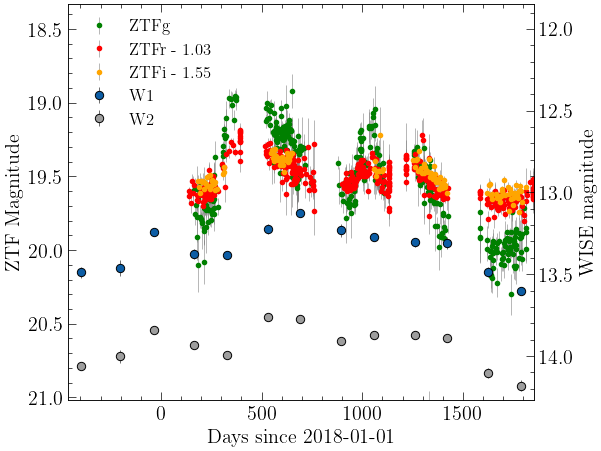 ZTFg
ZTFr - 1.03
ZTFi - 1.55
W1
W2
18.5
19.0
19.5
20.0
20.5
21.0
ZTF Magnitude
12.0
12.5
13.0
13.5
14.0
WISE magnitude
0
500
1000
1500
Days since 2018-01-01